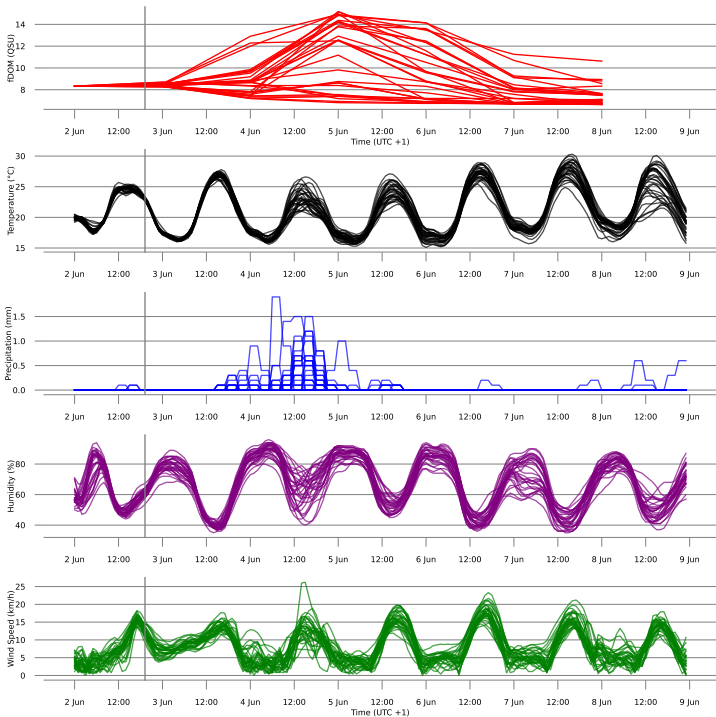 fDOM (QSU)
14
12
10
8
2 Jun 12:00 3 Jun 12:00 4 Jun 12:00 5 Jun 12:00 6 Jun 12:00 7 Jun 12:00 8 Jun 12:00 9 Jun
Time (UTC +1)
Temperature (°C)
30
25
20
15
2 Jun 12:00 3 Jun 12:00 4 Jun 12:00 5 Jun 12:00 6 Jun 12:00 7 Jun 12:00 8 Jun 12:00 9 Jun
Precipitation (mm)
1.5
1.0
0.5
0.0
2 Jun 12:00 3 Jun 12:00 4 Jun 12:00 5 Jun 12:00 6 Jun 12:00 7 Jun 12:00 8 Jun 12:00 9 Jun
Humidity (%)
80
60
40
2 Jun 12:00 3 Jun 12:00 4 Jun 12:00 5 Jun 12:00 6 Jun 12:00 7 Jun 12:00 8 Jun 12:00 9 Jun
Wind Speed (km/h)
25
20
15
10
5
0
2 Jun 12:00 3 Jun 12:00 4 Jun 12:00 5 Jun 12:00 6 Jun 12:00 7 Jun 12:00 8 Jun 12:00 9 Jun
Time (UTC +1)